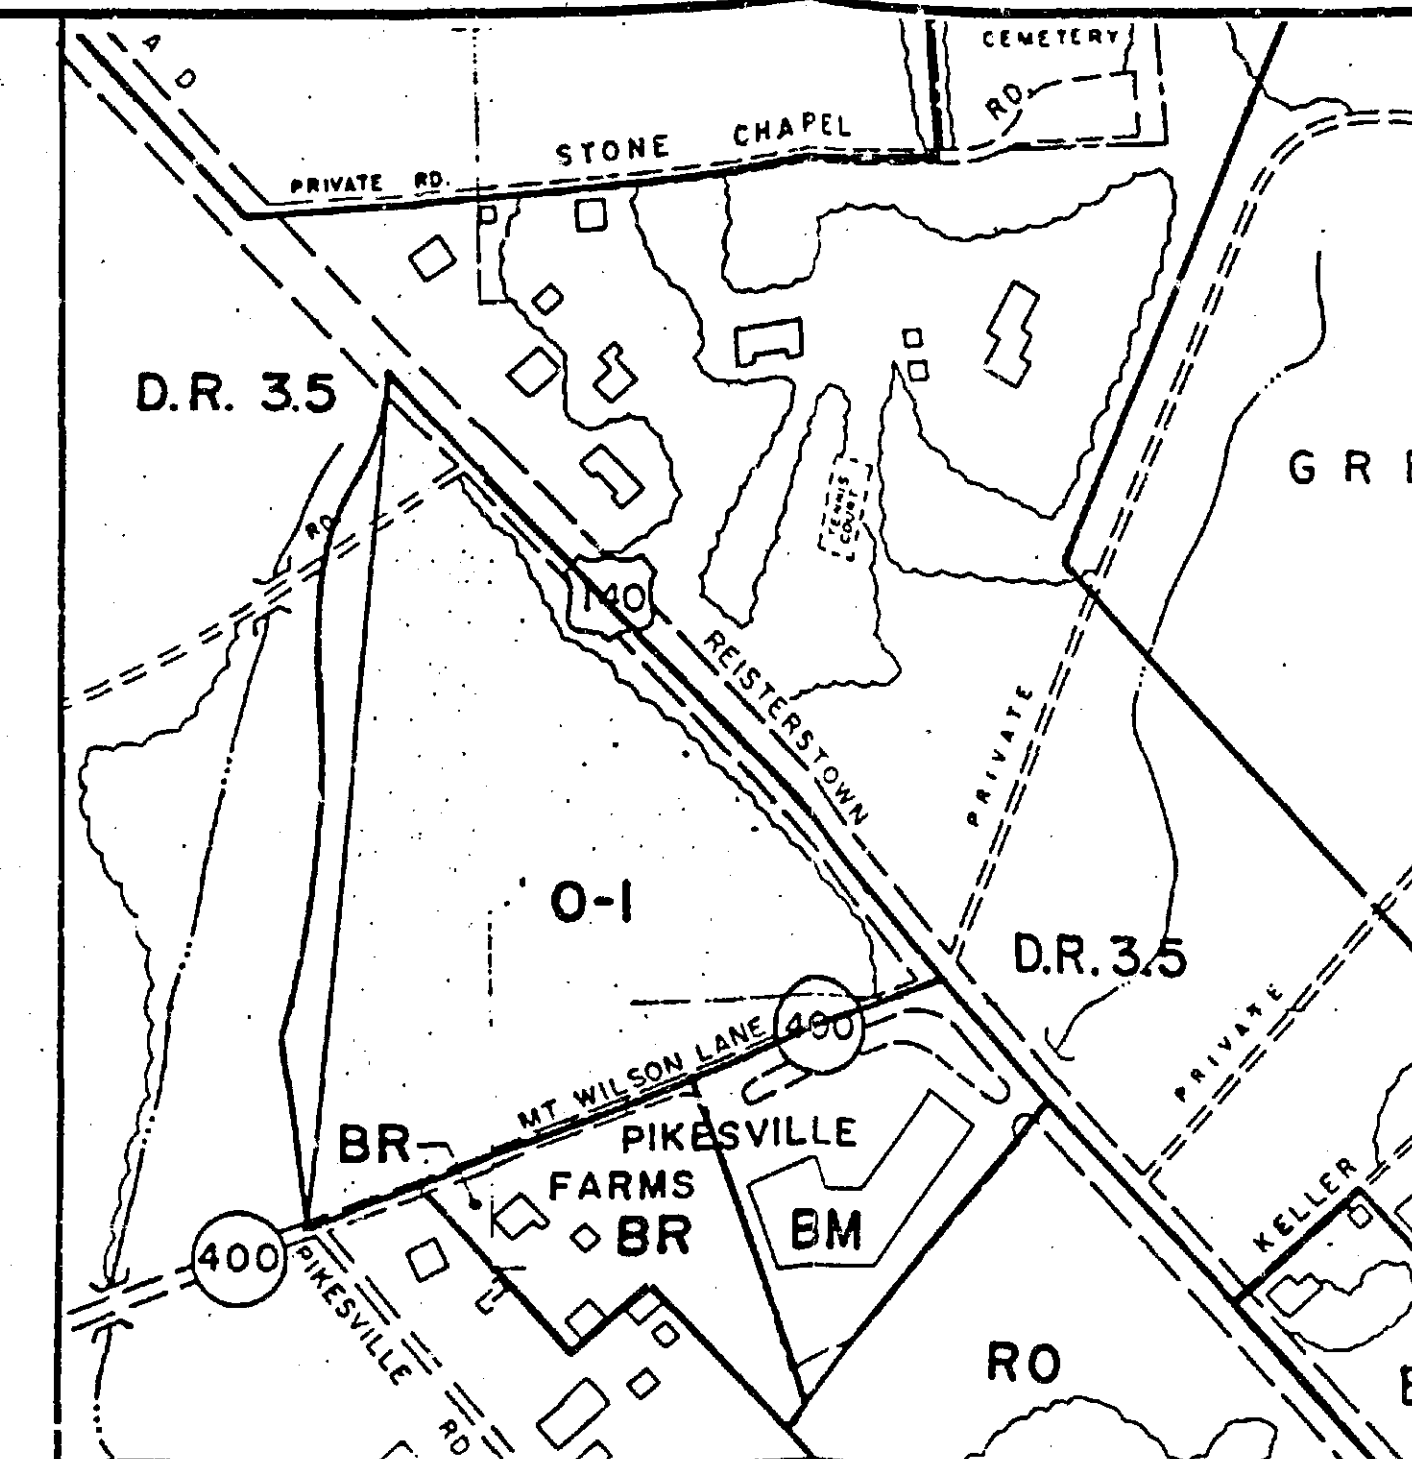 A D
CEMETERY
RD.
STONE CHAPEL
PRIVATE RD.
D.R. 3.5
G R
TENNIS
COURT
RD.
140
REISTERSTOWN
PRIVATE
O-1
D.R. 3.5
PRIVATE
400
MT. WILSON LANE
BR
PIKESVILLE
FARMS
BR
BM
KELLER
400
PIKESVILLE
RD.
RO